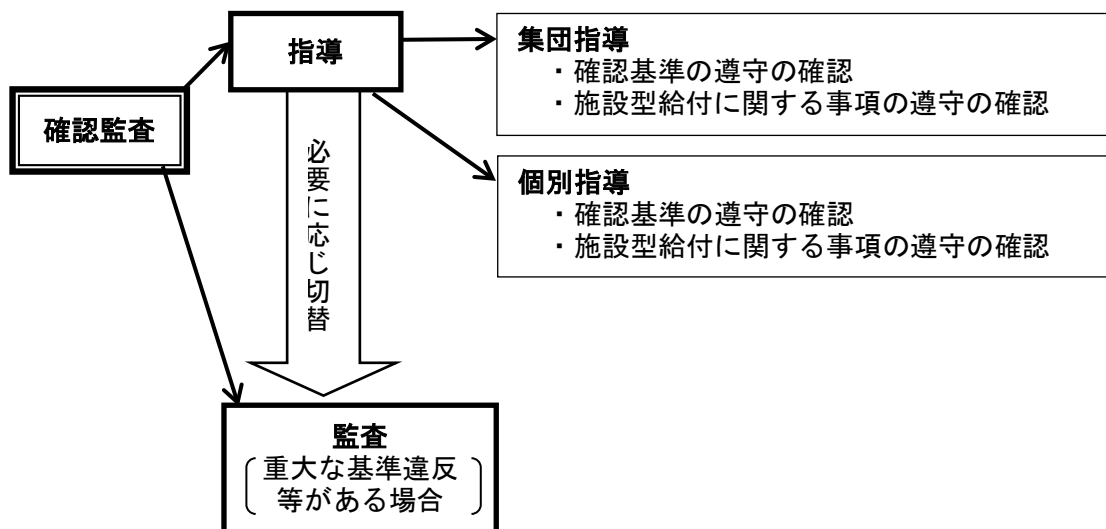 確認監査
指導
集団指導
・確認基準の遵守の確認
・施設型給付に関する事項の遵守の確認
個別指導
・確認基準の遵守の確認
・施設型給付に関する事項の遵守の確認
必要に応じ切替
監査
重大な基準違反
等がある場合